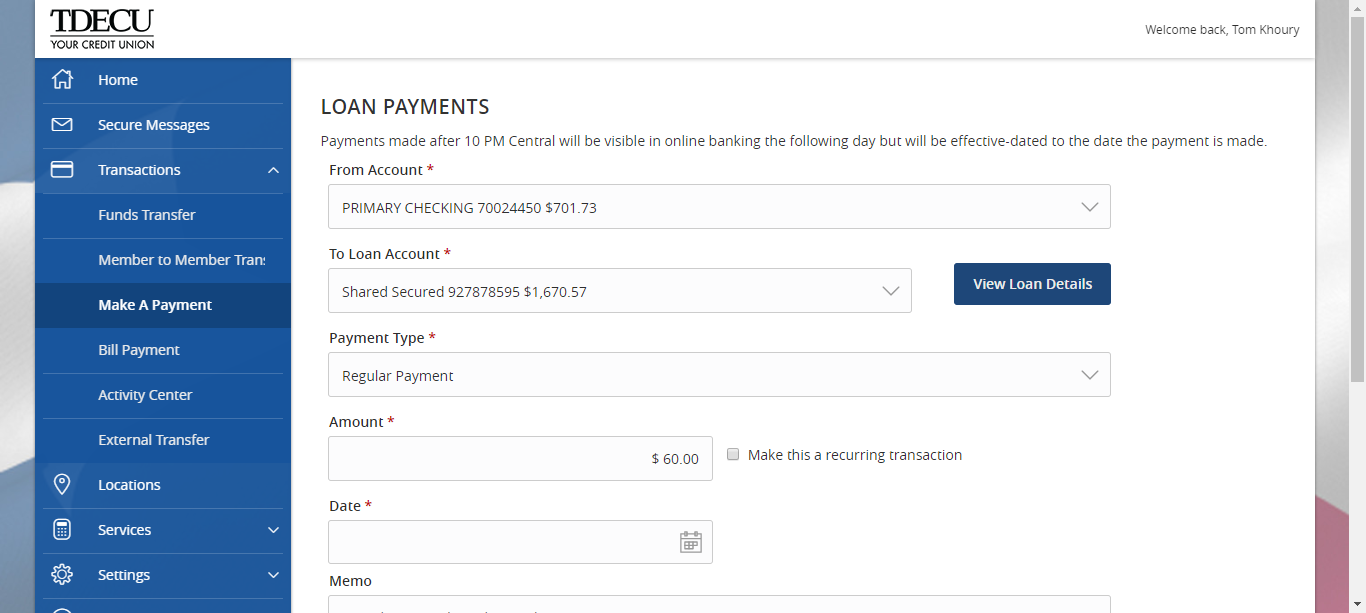 TDECU
YOUR CREDIT UNION
Welcome back, Tom Khoury
Home
Secure Messages
Transactions
Funds Transfer
Member to Member Trans
Make A Payment
Bill Payment
Activity Center
External Transfer
Locations
Services
Settings
LOAN PAYMENTS
Payments made after 10 PM Central will be visible in online banking the following day but will be effective-dated to the date the payment is made.
From Account *
PRIMARY CHECKING 70024450 $701.73
To Loan Account *
Shared Secured 927878595 $1,670.57
View Loan Details
Payment Type *
Regular Payment
Amount *
$ 60.00
Make this a recurring transaction
Date *
Memo